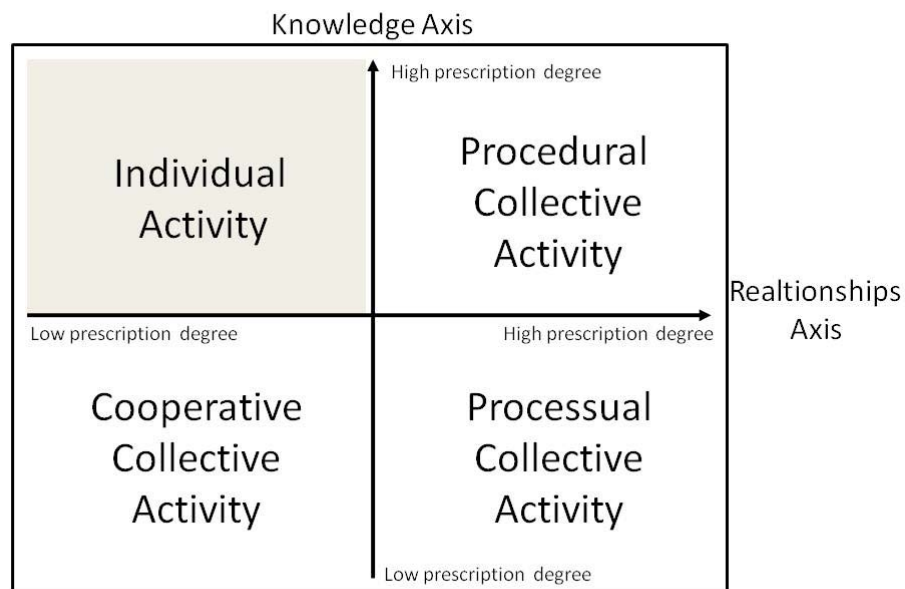 Knowledge Axis
High prescription degree
Individual
Activity
Procedural
Collective
Activity
Realtionships
Axis
Low prescription degree
High prescription degree
Cooperative
Collective
Activity
Processual
Collective
Activity
Low prescription degree